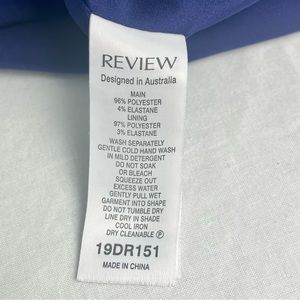 REVIEW
Designed in Australia
MAIN
96% POLYESTER
4% ELASTANE
LINING
97% POLYESTER
3% ELASTANE
WASH SEPARATELY
GENTLE COLD HAND WASH
IN MILD DETERGENT
DO NOT SOAK
OR BLEACH
SQUEEZE OUT
EXCESS WATER
GENTLY PULL WET
GARMENT INTO SHAPE
DO NOT TUMBLE DRY
LINE DRY IN SHADE
COOL IRON
DRY CLEANABLE Ⓟ
19DR151
MADE IN CHINA